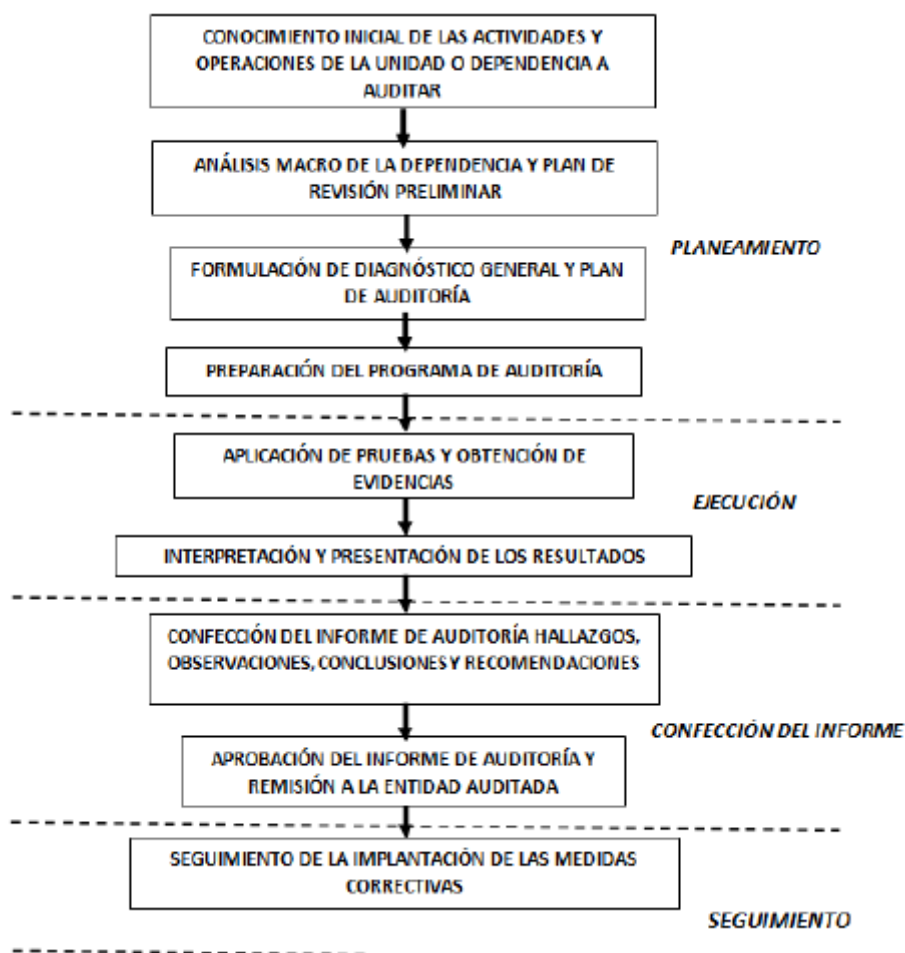 CONOCIMIENTO INICIAL DE LAS ACTIVIDADES Y
OPERACIONES DE LA UNIDAD O DEPENDENCIA A
AUDITAR
ANÁLISIS MACRO DE LA DEPENDENCIA Y PLAN DE
REVISIÓN PRELIMINAR
PLANEAMIENTO
FORMULACIÓN DE DIAGNÓSTICO GENERAL Y PLAN
DE AUDITORÍA
PREPARACIÓN DEL PROGRAMA DE AUDITORÍA
APLICACIÓN DE PRUEBAS Y OBTENCIÓN DE
EVIDENCIAS
EJECUCIÓN
INTERPRETACIÓN Y PRESENTACIÓN DE LOS RESULTADOS
CONFECCIÓN DEL INFORME DE AUDITORÍA HALLAZGOS,
OBSERVACIONES, CONCLUSIONES Y RECOMENDACIONES
CONFECCIÓN DEL INFORME
APROBACIÓN DEL INFORME DE AUDITORÍA Y
REMISIÓN A LA ENTIDAD AUDITADA
SEGUIMIENTO DE LA IMPLANTACIÓN DE LAS MEDIDAS
CORRECTIVAS
SEGUIMIENTO